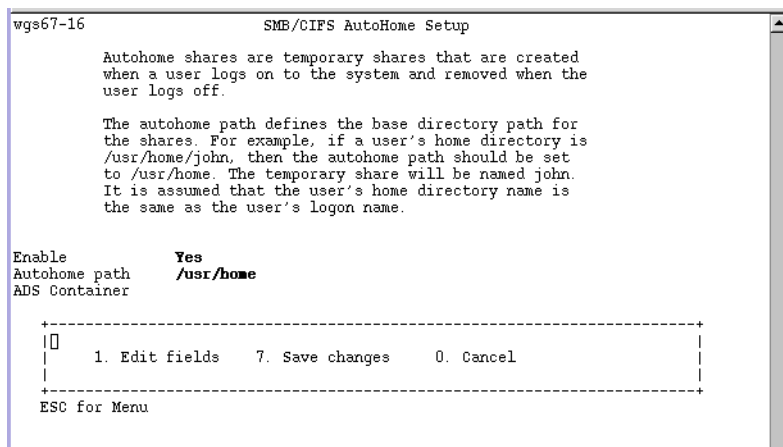 wgs67-16 SMB/CIFS AutoHome Setup
Autohome shares are temporary shares that are created
when a user logs on to the system and removed when the
user logs off.
The autohome path defines the base directory path for
the shares. For example, if a user's home directory is
/usr/home/john, then the autohome path should be set
to /usr/home. The temporary share will be named john.
It is assumed that the user's home directory name is
the same as the user's logon name.
Enable Yes
Autohome path /usr/home
ADS Container
1. Edit fields 7. Save changes 0. Cancel
ESC for Menu